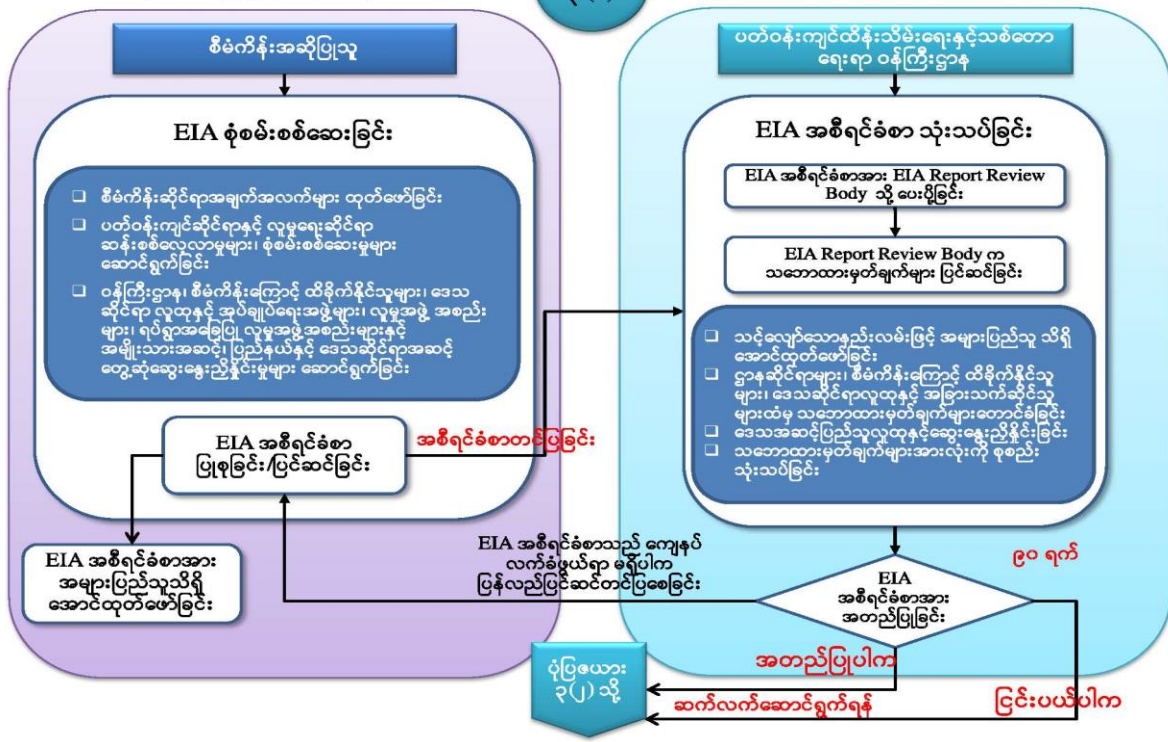 စီမံကိန်းအဆိုပြုသူ
EIA စုံစမ်းစစ်ဆေးခြင်း
❑ စီမံကိန်းဆိုင်ရာအချက်အလက်များ ထုတ်ဖော်ခြင်း
❑ ပတ်ဝန်းကျင်ဆိုင်ရာနှင့် လူမှုရေးဆိုင်ရာ
ဆန်းစစ်လေ့လာမှုများ၊ စုံစမ်းစစ်ဆေးမှုများ
ဆောင်ရွက်ခြင်း
❑ ဝန်ကြီးဌာန၊ စီမံကိန်းကြောင့် ထိခိုက်နိုင်သူများ၊ ဒေသ
ဆိုင်ရာ လူထုနှင့် အုပ်ချုပ်ရေးအဖွဲ့များ၊ လူမှုအဖွဲ့ အစည်း
များ၊ ရပ်ရွာအခြေပြု လူမှုအဖွဲ့အစည်းများနှင့်
အမျိုးသားအဆင့်၊ ပြည်နယ်နှင့် ဒေသဆိုင်ရာအဆင့်
တွေ့ဆုံဆွေးနွေးညှိနှိုင်းမှုများ ဆောင်ရွက်ခြင်း
EIA အစီရင်ခံစာ
ပြုစုခြင်း/ပြင်ဆင်ခြင်း
အစီရင်ခံစာတင်ပြခြင်း
EIA အစီရင်ခံစာအား
အများပြည်သူသိရှိ
အောင်ထုတ်ဖော်ခြင်း
ပတ်ဝန်းကျင်ထိန်းသိမ်းရေးနှင့်သစ်တော
ရေးရာ ဝန်ကြီးဌာန
EIA အစီရင်ခံစာ သုံးသပ်ခြင်း
EIA အစီရင်ခံစာအား EIA Report Review
Body သို့ ပေးပို့ခြင်း
EIA Report Review Body က
သဘောထားမှတ်ချက်များ ပြင်ဆင်ခြင်း
❑ သင့်လျော်သောနည်းလမ်းဖြင့် အများပြည်သူ သိရှိ
အောင်ထုတ်ဖော်ခြင်း
❑ ဌာနဆိုင်ရာများ၊ စီမံကိန်းကြောင့် ထိခိုက်နိုင်သူ
များ၊ ဒေသဆိုင်ရာလူထုနှင့် အခြားသက်ဆိုင်သူ
များထံမှ သဘောထားမှတ်ချက်များတောင်ခံခြင်း
❑ ဒေသအဆင့်ပြည်သူလူထုနှင့်ဆွေးနွေးညှိနှိုင်းခြင်း
❑ သဘောထားမှတ်ချက်များအားလုံးကို စုစည်း
သုံးသပ်ခြင်း
၉၀ ရက်
EIA
အစီရင်ခံစာအား
အတည်ပြုခြင်း
EIA အစီရင်ခံစာသည် ကျေနပ်
လက်ခံဖွယ်ရာ မရှိပါက
ပြန်လည်ပြင်ဆင်တင်ပြစေခြင်း
အတည်ပြုပါက
ငြင်းပယ်ပါက
ဆက်လက်ဆောင်ရွက်ရန်
ပုံပြဇယား
၃(၂) သို့